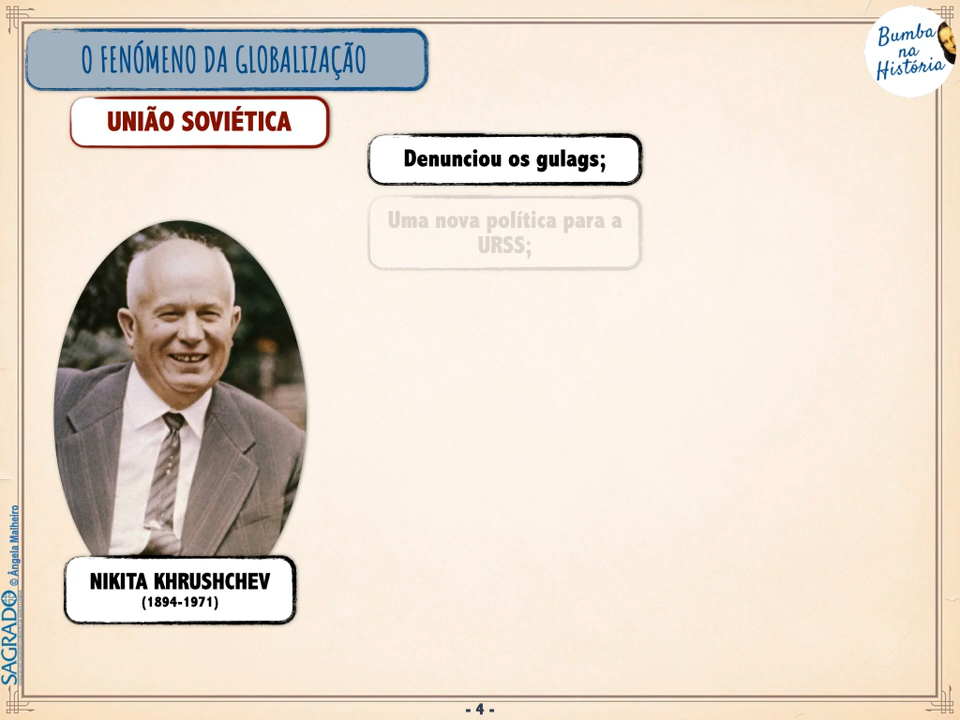 O FENÓMENO DA GLOBALIZAÇÃO
Bumba
na
História
UNIÃO SOVIÉTICA
Denunciou os gulags;
Uma nova política para a
URSS;
NIKITA KHRUSHCHEV
(1894-1971)
SAGRADO
© Ângela Malheiro
- 4 -